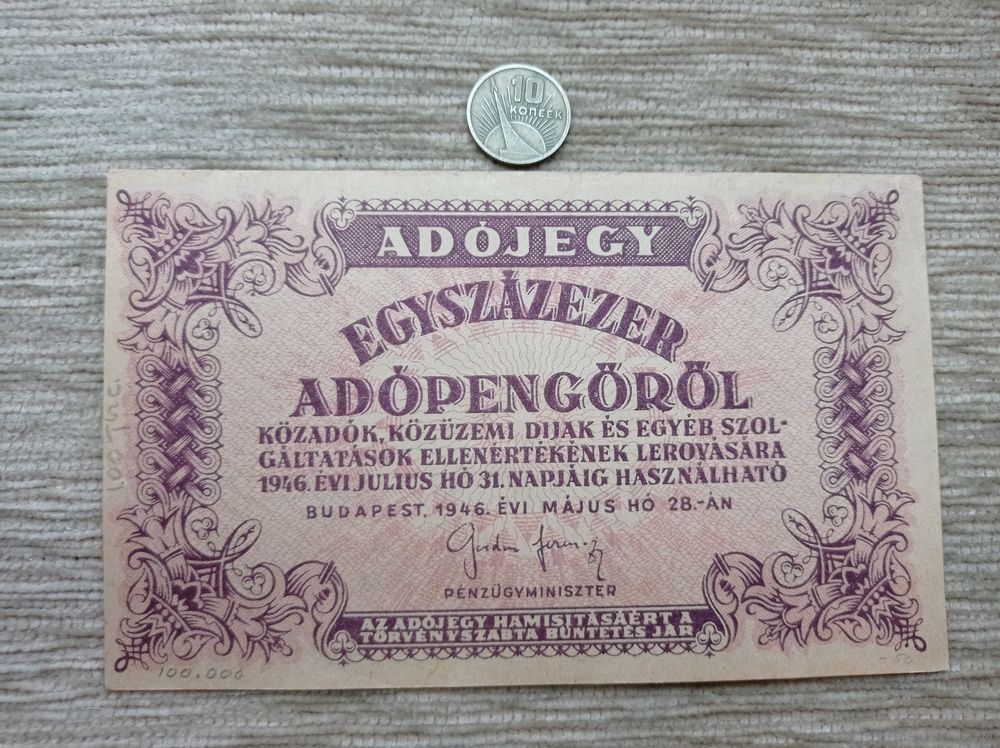 10
КОПЕЕК
ADÓJEGY
EGYSZÁZEZER
ADÓPENGŐRŐL
KÖZADÓK, KÖZÜZEMI DIJAK ÉS EGYÉB SZOL-
GÁLTATÁSOK ELLENÉRTÉKÉNEK LEROVÁSÁRA
1946. ÉVI JULIUS HÓ 31. NAPJÁIG HASZNÁLHATÓ
BUDAPEST, 1946. ÉVI MÁJUS HÓ 28.-ÁN
PÉNZÜGYMINISZTER
AZ ADÓJEGY HAMISITÁSÁÉRT A
TÖRVÉNYSZABTA BÜNTETÉS JÁR
100.000